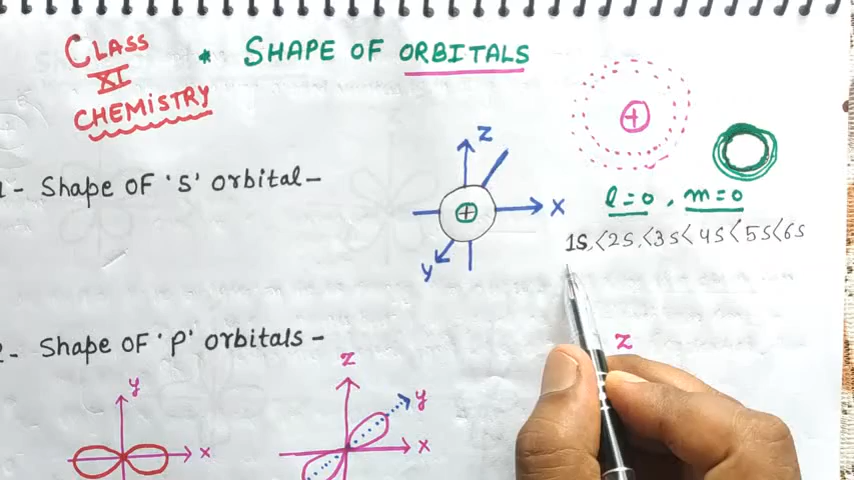 CLASS XI CHEMISTRY
* SHAPE OF ORBITALS
1- Shape OF 'S' orbital-
+
+
Z
X
Y
l=0 , m=0
1S,<2S,<3S<4S<5S<6S
2- Shape OF 'P' orbitals-
y
x
z
y
x
z